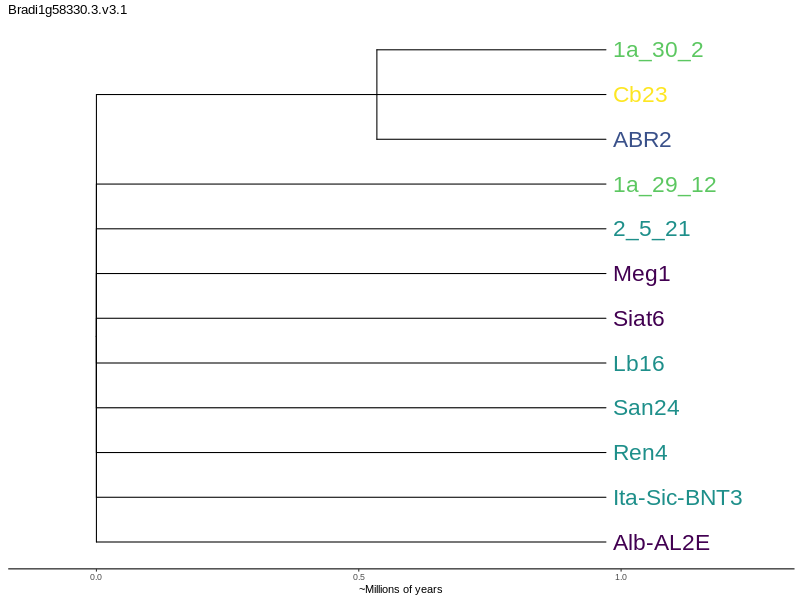 Bradi1g58330.3.v3.1
1a_30_2
Cb23
ABR2
1a_29_12
2_5_21
Meg1
Siat6
Lb16
San24
Ren4
Ita-Sic-BNT3
Alb-AL2E
0.0 0.5 1.0
~Millions of years